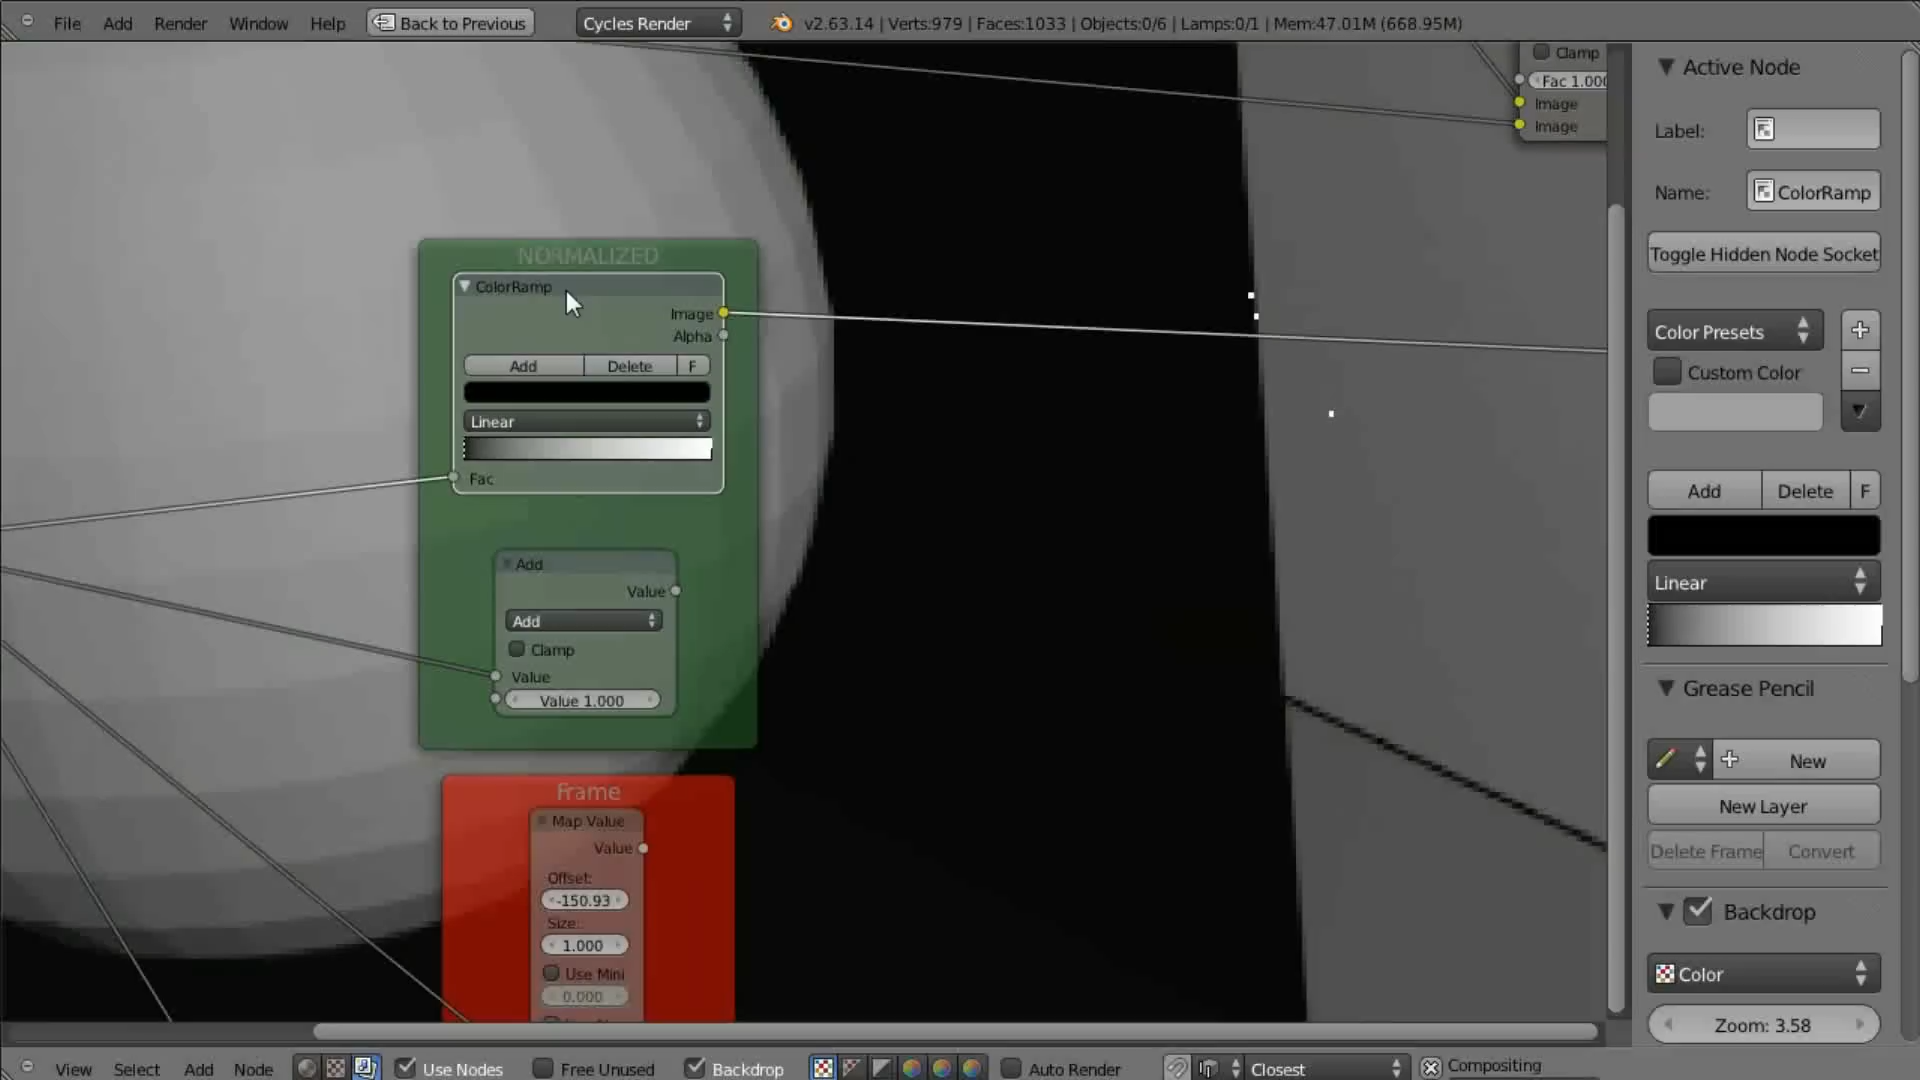 File Add Render Window Help Back to Previous Cycles Render v2.63.14 | Verts:979 | Faces:1033 | Objects:0/6 | Lamps:0/1 | Mem:47.01M (668.95M)
Clamp
Fac 1.000
Image
Image
NORMALIZED
ColorRamp
Image
Alpha
Add Delete F
Linear
Fac
Add
Value
Add
Clamp
Value
Value 1.000
Frame
Map Value
Value
Offset:
-150.93
Size:
1.000
Use Mini
0.000
Active Node
Label:
Name: ColorRamp
Toggle Hidden Node Socket
Color Presets
Custom Color
Add Delete F
Linear
Grease Pencil
New
New Layer
Delete Frame Convert
Backdrop
Color
Zoom: 3.58
View Select Add Node Use Nodes Free Unused Backdrop Auto Render Closest Compositing